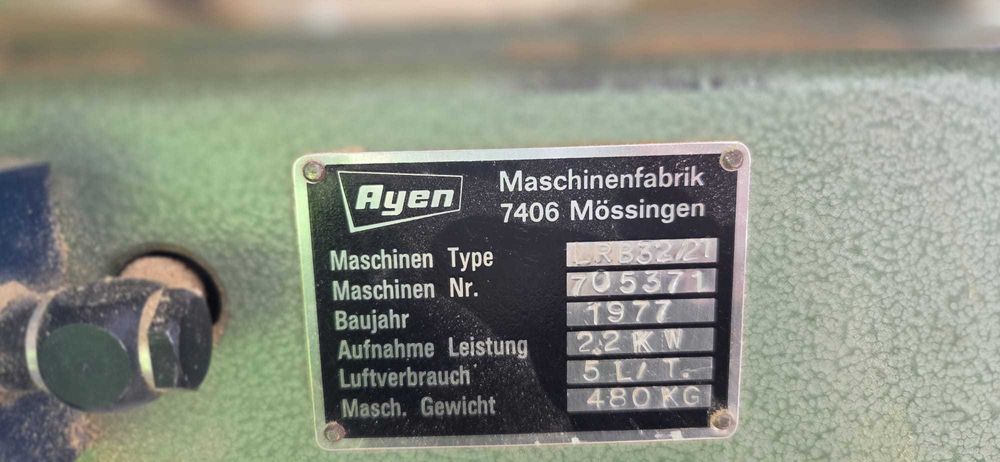 Ayen
Maschinenfabrik
7406 Mössingen
Maschinen Type LRB32/21
Maschinen Nr. 705371
Baujahr 1977
Aufnahme Leistung 2,2 KW
Luftverbrauch 5 L/T.
Masch. Gewicht 480 KG